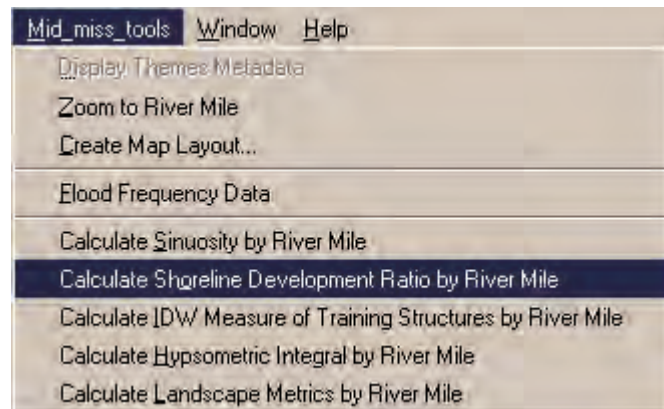 Mid_miss_tools Window Help
Display Themes Metadata
Zoom to River Mile
Create Map Layout...
Flood Frequency Data
Calculate Sinuosity by River Mile
Calculate Shoreline Development Ratio by River Mile
Calculate IDW Measure of Training Structures by River Mile
Calculate Hypsometric Integral by River Mile
Calculate Landscape Metrics by River Mile